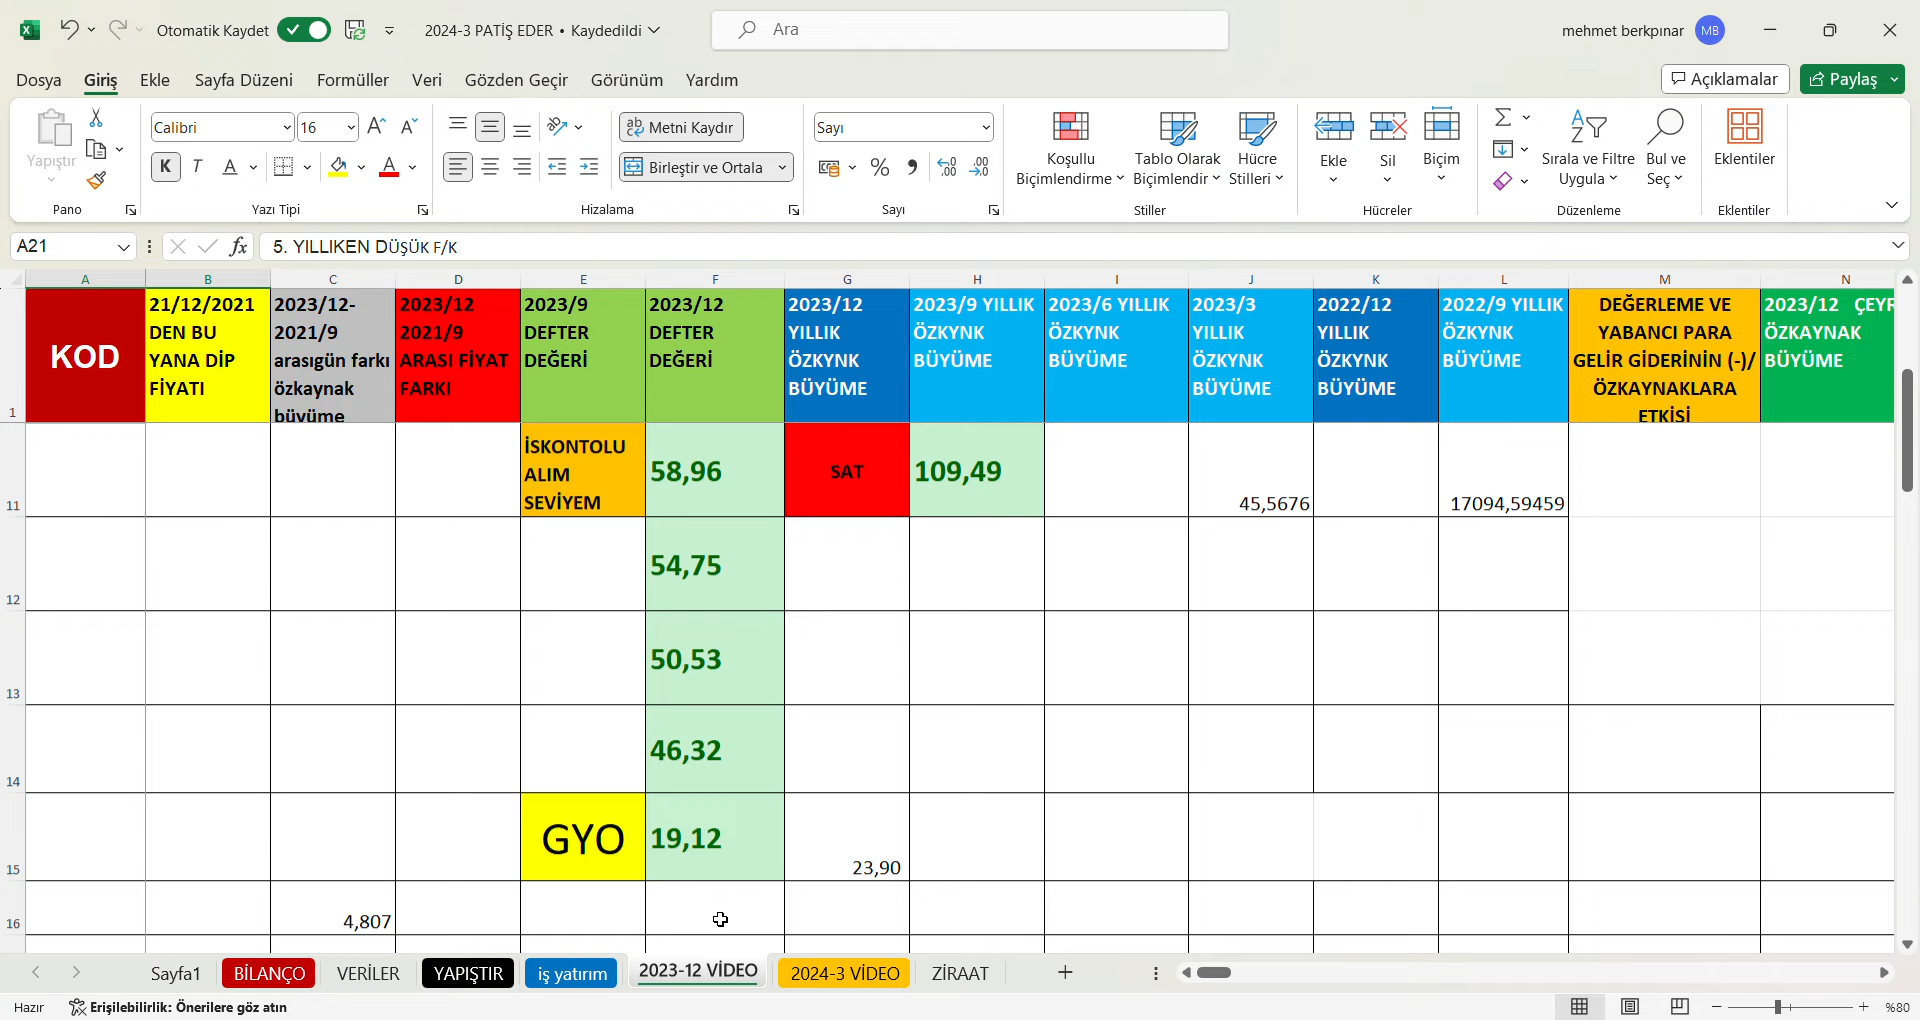 Otomatik Kaydet
2024-3 PATİŞ EDER • Kaydedildi
Ara
mehmet berkpınar
MB
Dosya Giriş Ekle Sayfa Düzeni Formüller Veri Gözden Geçir Görünüm Yardım
Açıklamalar
Paylaş
Yapıştır
Pano
Calibri 16
K T A A
Yazı Tipi
ab Metni Kaydır
Birleştir ve Ortala
Hizalama
Sayı
% ,
Sayı
Koşullu
Biçimlendirme
Tablo Olarak
Biçimlendir
Hücre
Stilleri
Stiller
Ekle
Sil
Biçim
Hücreler
Sırala ve Filtre
Uygula
Bul ve
Seç
Düzenleme
Eklentiler
Eklentiler
A21
fx
5. YILLIKEN DÜŞÜK F/K
A B C D E F G H I J K L M N
1
KOD
21/12/2021
DEN BU
YANA DİP
FİYATI
2023/12-
2021/9
arasıgün farkı
özkaynak
büyüme
2023/12
2021/9
ARASI FİYAT
FARKI
2023/9
DEFTER
DEĞERİ
2023/12
DEFTER
DEĞERİ
2023/12
YILLIK
ÖZKYNK
BÜYÜME
2023/9 YILLIK
ÖZKYNK
BÜYÜME
2023/6 YILLIK
ÖZKYNK
BÜYÜME
2023/3
YILLIK
ÖZKYNK
BÜYÜME
2022/12
YILLIK
ÖZKYNK
BÜYÜME
2022/9 YILLIK
ÖZKYNK
BÜYÜME
DEĞERLEME VE
YABANCI PARA
GELİR GİDERİNİN (-)/
ÖZKAYNAKLARA
ETKİSİ
2023/12 ÇEYR
ÖZKAYNAK
BÜYÜME
11
İSKONTOLU
ALIM
SEVİYEM
58,96
SAT
109,49
45,5676
17094,59459
12
54,75
13
50,53
14
46,32
15
GYO
19,12
23,90
16
4,807
Sayfa1 BİLANÇO VERİLER YAPIŞTIR iş yatırım 2023-12 VİDEO 2024-3 VİDEO ZİRAAT
Hazır
Erişilebilirlik: Önerilere göz atın
%80